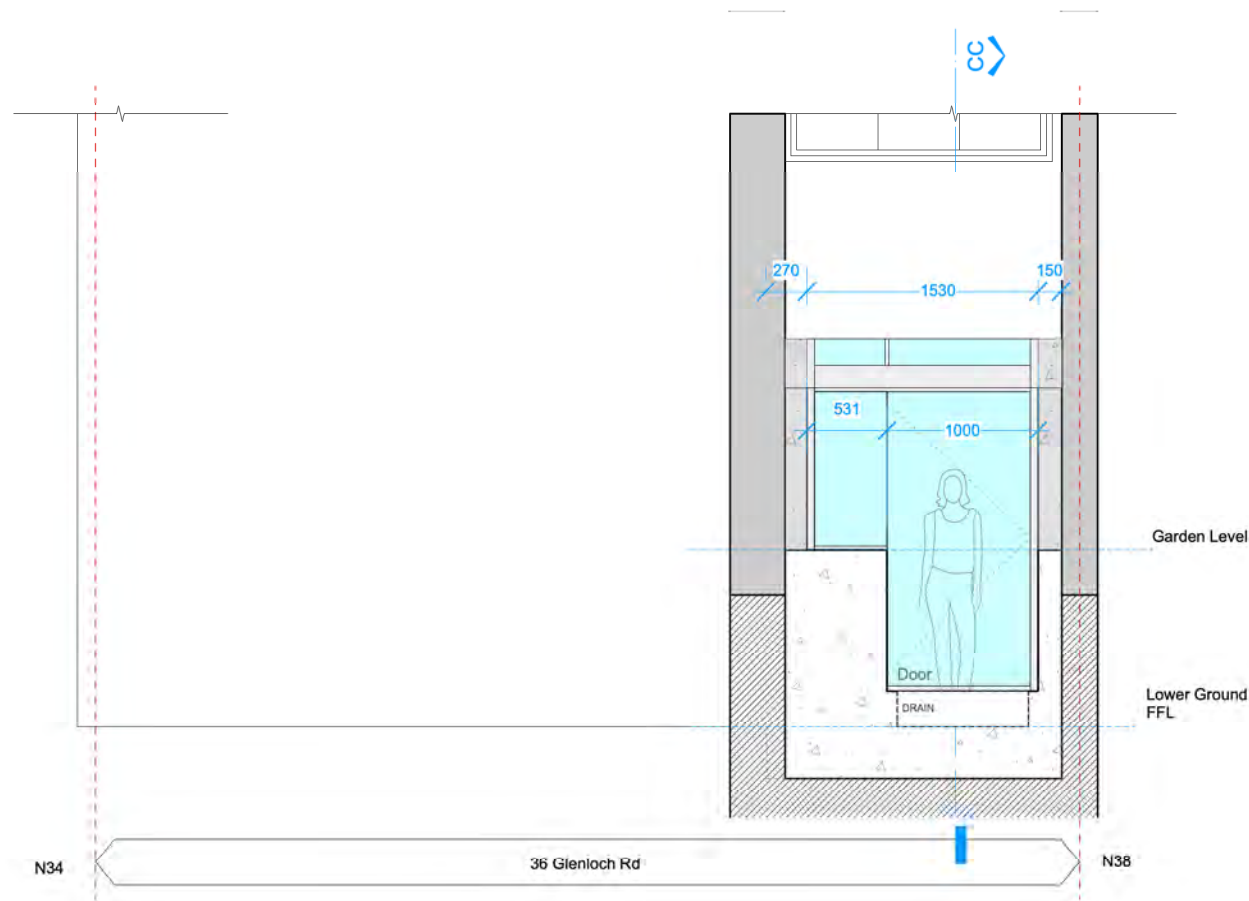 CC
270
1530
150
531
1000
Garden Level
Door
DRAIN
Lower Ground
FFL
N34
36 Glenloch Rd
N38